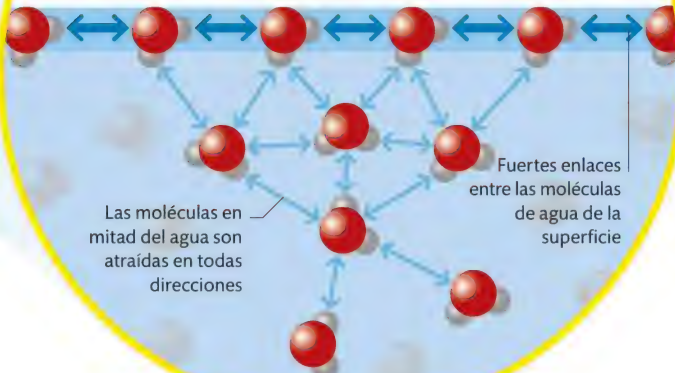 Las moléculas en
mitad del agua son
atraídas en todas
direcciones
Fuertes enlaces
entre las moléculas
de agua de la
superficie